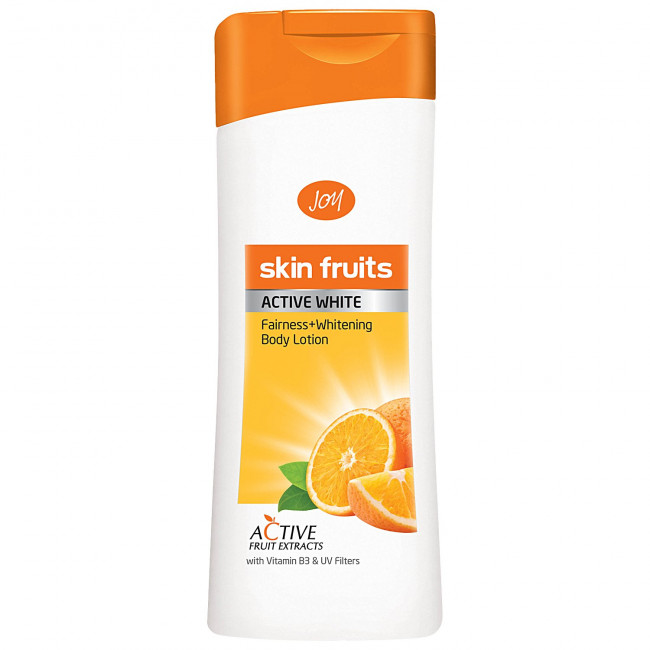 JOY
skin fruits
ACTIVE WHITE
Fairness+Whitening
Body Lotion
ACTIVE
FRUIT EXTRACTS
with Vitamin B3 & UV Filters